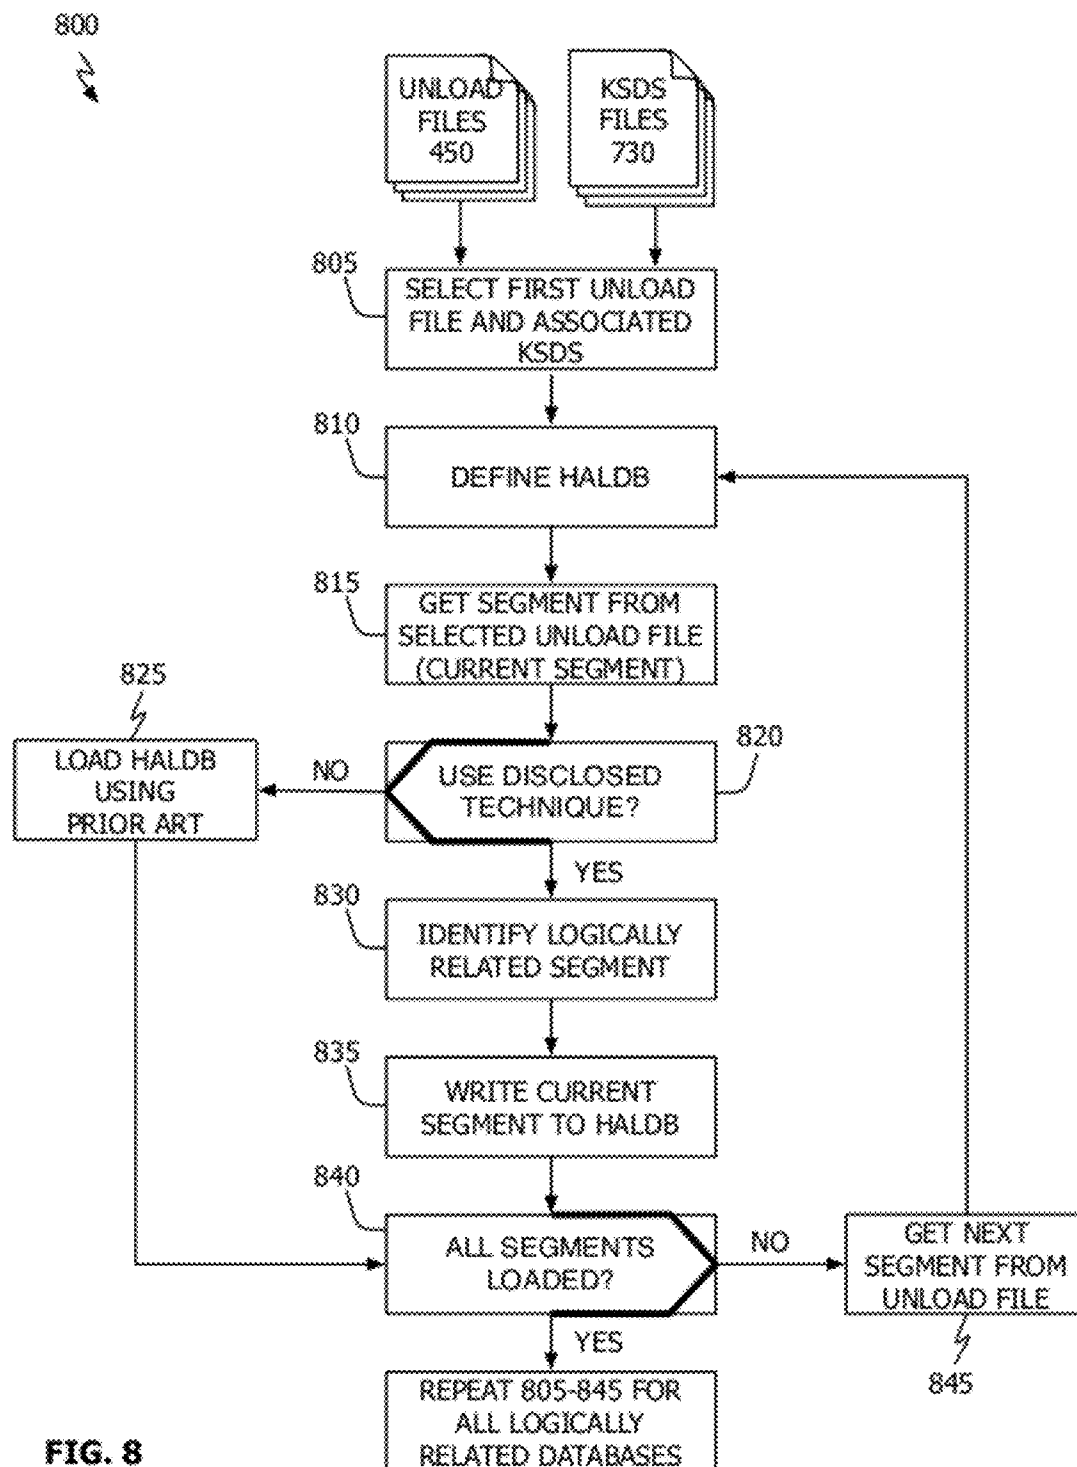 800
UNLOAD
FILES
450
KSDS
FILES
730
805
SELECT FIRST UNLOAD
FILE AND ASSOCIATED
KSDS
810
DEFINE HALDB
815
GET SEGMENT FROM
SELECTED UNLOAD FILE
(CURRENT SEGMENT)
825
LOAD HALDB
USING
PRIOR ART
NO
USE DISCLOSED
TECHNIQUE?
820
YES
830
IDENTIFY LOGICALLY
RELATED SEGMENT
835
WRITE CURRENT
SEGMENT TO HALDB
840
ALL SEGMENTS
LOADED?
NO
GET NEXT
SEGMENT FROM
UNLOAD FILE
845
YES
REPEAT 805-845 FOR
ALL LOGICALLY
RELATED DATABASES
FIG. 8